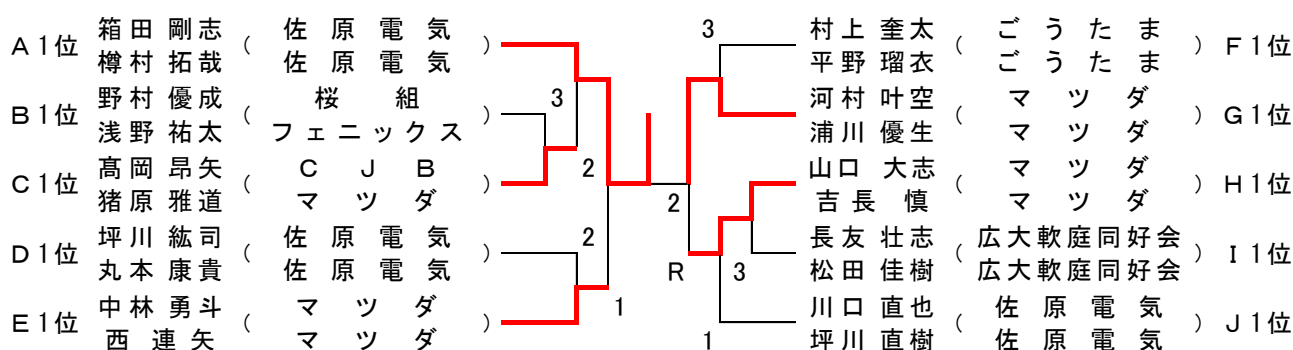 A1位 箱田剛志 ( 佐原電気 )
樽村拓哉 佐原電気
B1位 野村優成 ( 桜組 )
浅野祐太 フェニックス
C1位 髙岡昂矢 ( CJB )
猪原雅道 マツダ
D1位 坪川紘司 ( 佐原電気 )
丸本康貴 佐原電気
E1位 中林勇斗 ( マツダ )
西連矢 マツダ
3
2
2
1
3
2
R
3
1
村上奎太 ( ごうたま ) F1位
平野瑠衣 ごうたま
河村叶空 ( マツダ ) G1位
浦川優生 マツダ
山口大志 ( マツダ ) H1位
吉長慎 マツダ
長友壮志 ( 広大軟庭同好会 ) I1位
松田佳樹 広大軟庭同好会
川口直也 ( 佐原電気 ) J1位
坪川直樹 佐原電気